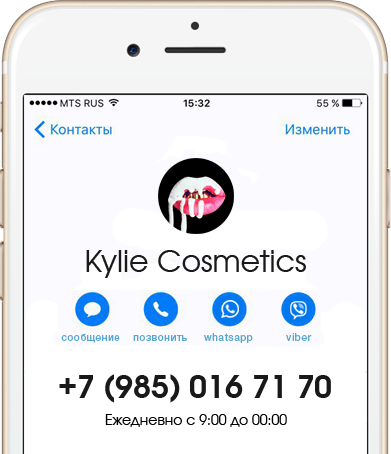 MTS RUS 15:32 55 %
Контакты Изменить
Kylie Cosmetics
сообщение позвонить whatsapp viber
+7 (985) 016 71 70
Ежедневно с 9:00 до 00:00